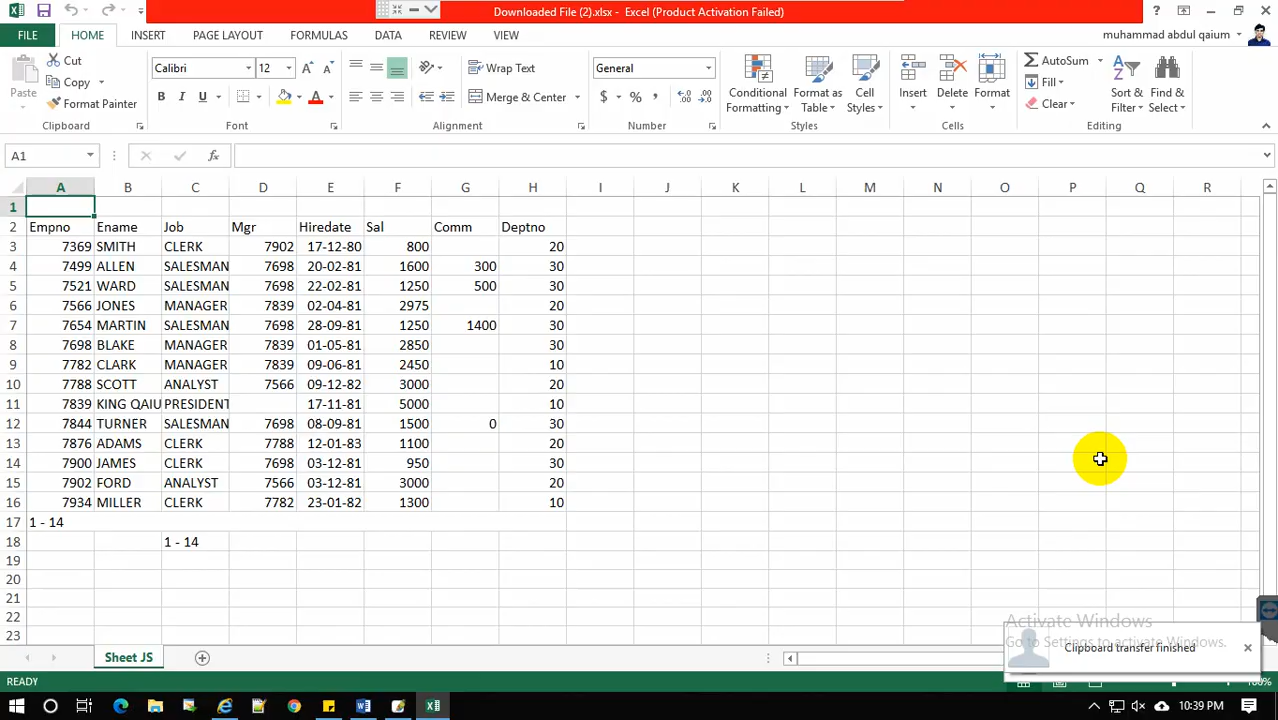 Downloaded File (2).xlsx - Excel (Product Activation Failed)
FILE HOME INSERT PAGE LAYOUT FORMULAS DATA REVIEW VIEW muhammad abdul qaium
Paste
Cut
Copy
Format Painter
Clipboard
Calibri 12
B I U
Font
Wrap Text
Merge & Center
Alignment
General
$ % ,
Number
Conditional Formatting
Format as Table
Cell Styles
Styles
Insert Delete Format
Cells
AutoSum
Fill
Clear
Sort & Filter
Find & Select
Editing
A1 fx
A B C D E F G H I J K L M N O P Q R
1
2 Empno Ename Job Mgr Hiredate Sal Comm Deptno
3 7369 SMITH CLERK 7902 17-12-80 800 20
4 7499 ALLEN SALESMAN 7698 20-02-81 1600 300 30
5 7521 WARD SALESMAN 7698 22-02-81 1250 500 30
6 7566 JONES MANAGER 7839 02-04-81 2975 20
7 7654 MARTIN SALESMAN 7698 28-09-81 1250 1400 30
8 7698 BLAKE MANAGER 7839 01-05-81 2850 30
9 7782 CLARK MANAGER 7839 09-06-81 2450 10
10 7788 SCOTT ANALYST 7566 09-12-82 3000 20
11 7839 KING QAIU PRESIDENT 17-11-81 5000 10
12 7844 TURNER SALESMAN 7698 08-09-81 1500 0 30
13 7876 ADAMS CLERK 7788 12-01-83 1100 20
14 7900 JAMES CLERK 7698 03-12-81 950 30
15 7902 FORD ANALYST 7566 03-12-81 3000 20
16 7934 MILLER CLERK 7782 23-01-82 1300 10
17 1 - 14
18 1 - 14
19
20
21
22
23
Activate Windows
Go to Settings to activate Windows.
Clipboard transfer finished
Sheet JS
READY
10:39 PM